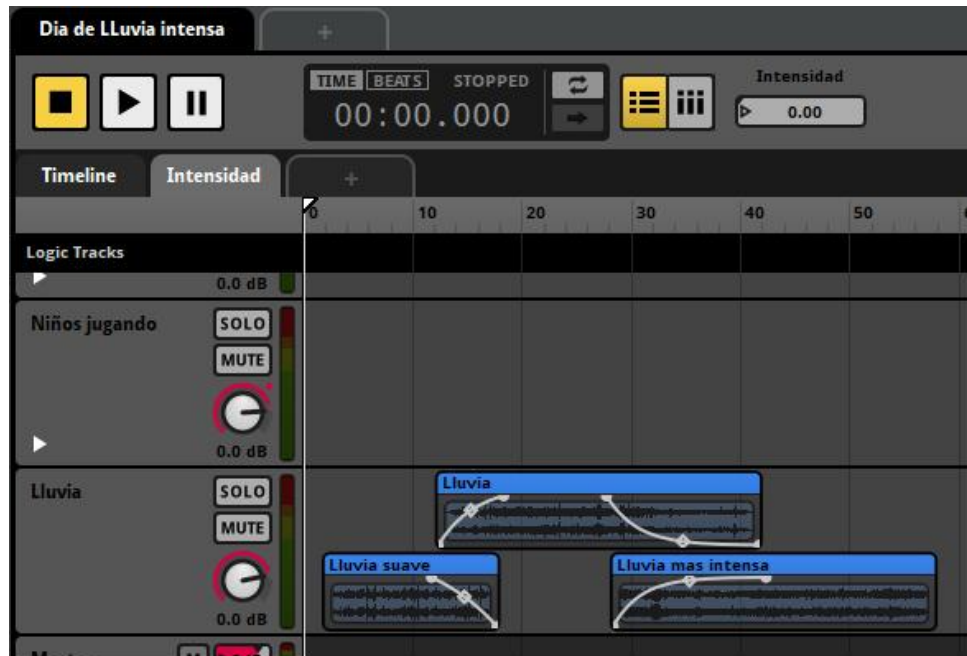 Dia de LLuvia intensa
+
TIME BEATS STOPPED
00:00.000
Intensidad
0.00
Timeline Intensidad +
0 10 20 30 40 50
Logic Tracks
0.0 dB
Niños jugando SOLO
MUTE
0.0 dB
Lluvia SOLO
MUTE
0.0 dB
Lluvia
Lluvia suave
Lluvia mas intensa